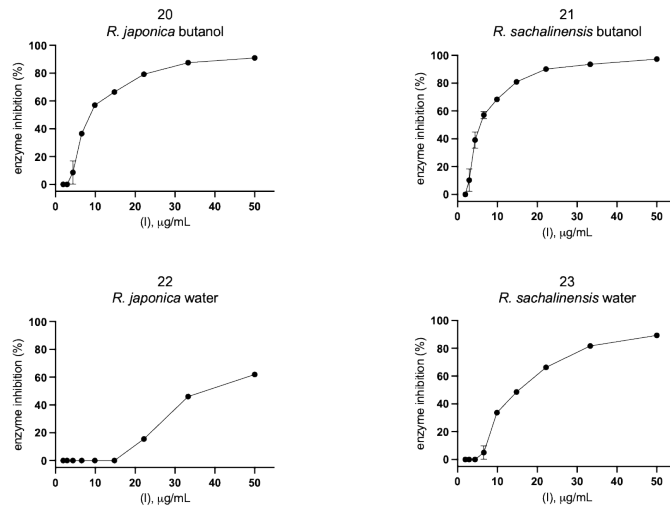 20
R. japonica butanol
enzyme inhibition (%)
100
80
60
40
20
0
0 10 20 30 40 50
(I), μg/mL
21
R. sachalinensis butanol
enzyme inhibition (%)
100
80
60
40
20
0
0 10 20 30 40 50
(I), μg/mL
22
R. japonica water
enzyme inhibition (%)
100
80
60
40
20
0
0 10 20 30 40 50
(I), μg/mL
23
R. sachalinensis water
enzyme inhibition (%)
100
80
60
40
20
0
0 10 20 30 40 50
(I), μg/mL